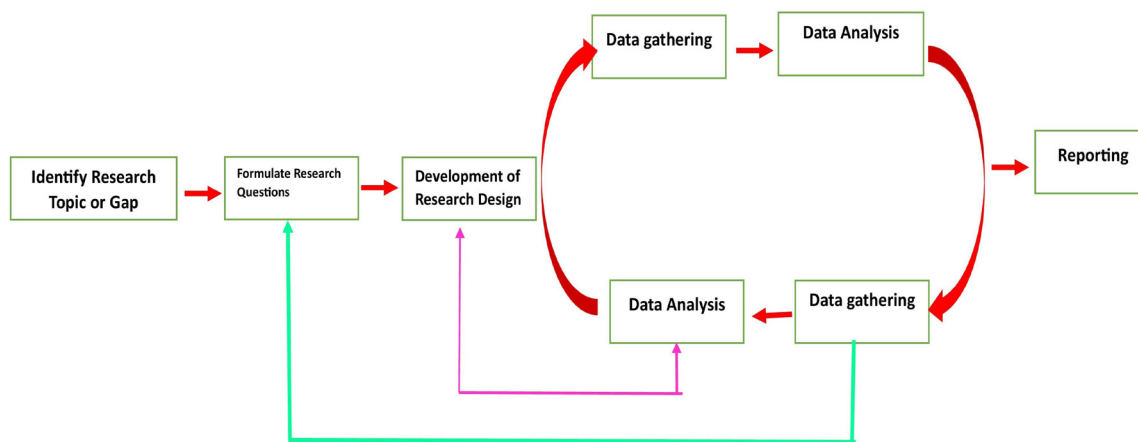 Data gathering
Data Analysis
Identify Research
Topic or Gap
Formulate Research
Questions
Development of
Research Design
Reporting
Data Analysis
Data gathering